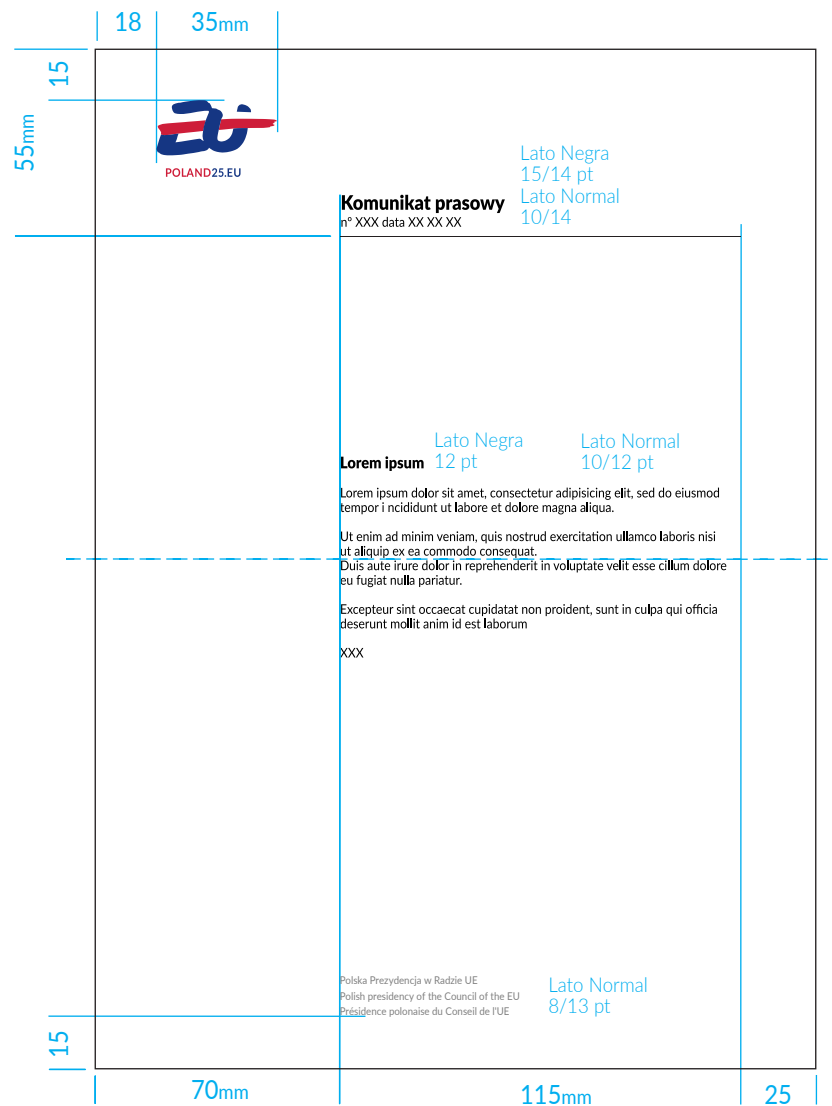 18 35mm
15
55mm
EU
POLAND25.EU
Lato Negra
15/14 pt
Lato Normal
10/14
Komunikat prasowy
nº XXX data XX XX XX
Lato Negra
12 pt
Lato Normal
10/12 pt
Lorem ipsum
Lorem ipsum dolor sit amet, consectetur adipisicing elit, sed do eiusmod
tempor i ncididunt ut labore et dolore magna aliqua.
Ut enim ad minim veniam, quis nostrud exercitation ullamco laboris nisi
ut aliquip ex ea commodo consequat.
Duis aute irure dolor in reprehenderit in voluptate velit esse cillum dolore
eu fugiat nulla pariatur.
Excepteur sint occaecat cupidatat non proident, sunt in culpa qui officia
deserunt mollit anim id est laborum
XXX
Polska Prezydencja w Radzie UE
Polish presidency of the Council of the EU
Présidence polonaise du Conseil de l'UE
Lato Normal
8/13 pt
15
70mm 115mm 25